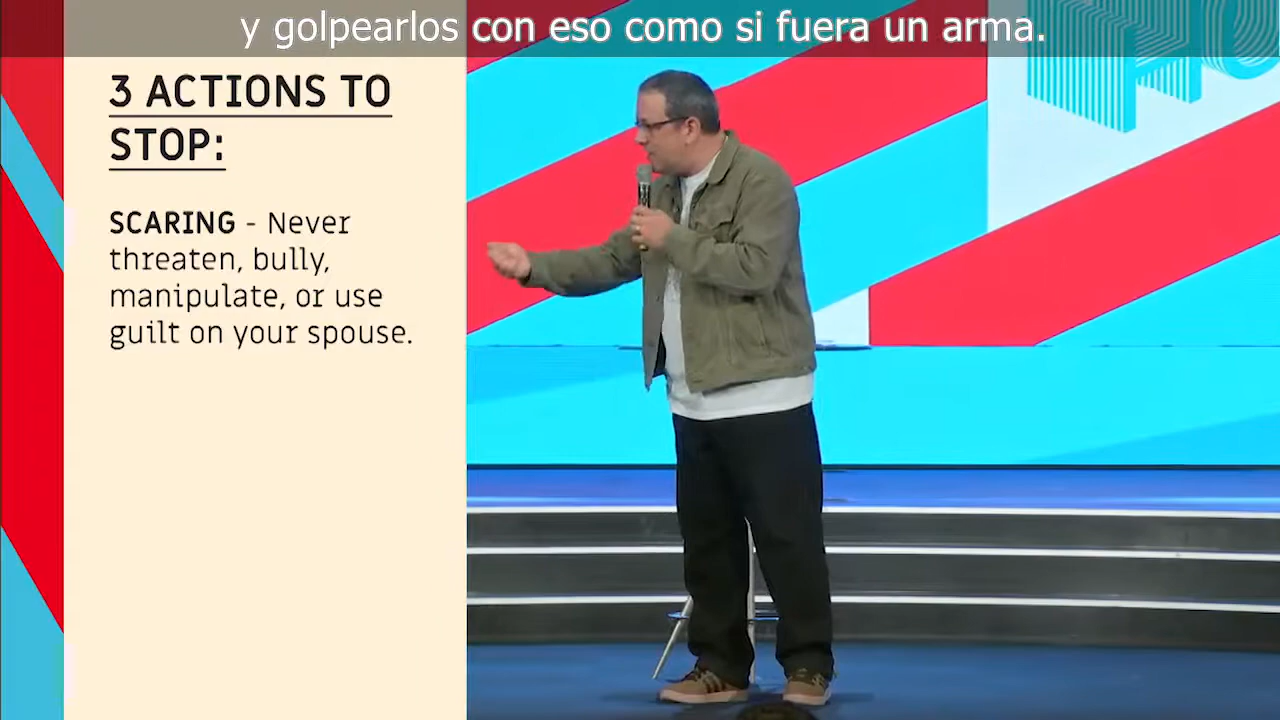 y golpearlos con eso como si fuera un arma.
3 ACTIONS TO
STOP:
SCARING - Never
threaten, bully,
manipulate, or use
guilt on your spouse.